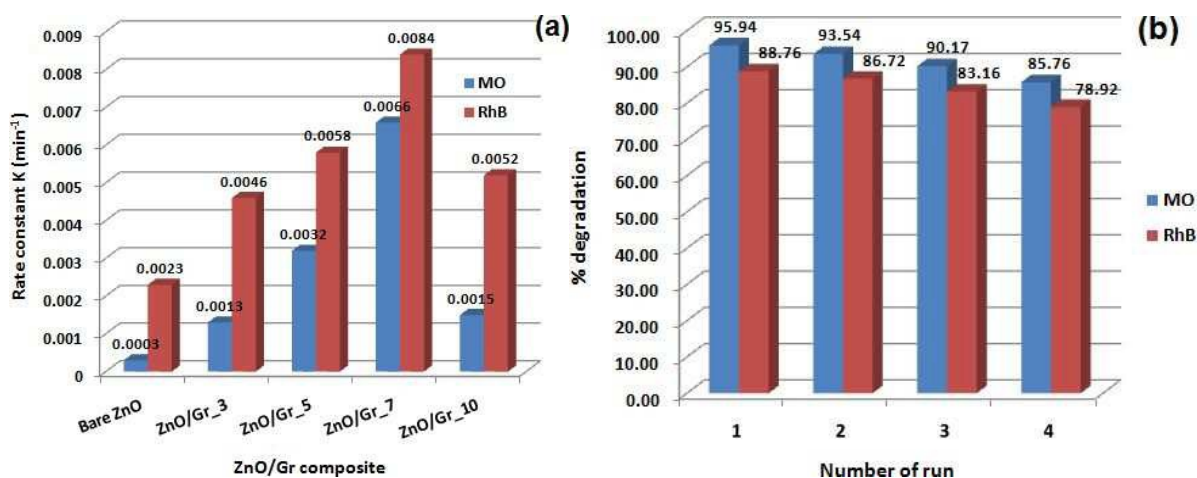 (a)
Rate constant K (min-1)
0.009
0.008
0.007
0.006
0.005
0.004
0.003
0.002
0.001
0
MO
RhB
0.0003
0.0023
0.0013
0.0046
0.0032
0.0058
0.0066
0.0084
0.0015
0.0052
Bare ZnO
ZnO/Gr_3
ZnO/Gr_5
ZnO/Gr_7
ZnO/Gr_10
ZnO/Gr composite
(b)
% degradation
100.00
90.00
80.00
70.00
60.00
50.00
40.00
30.00
20.00
10.00
0.00
95.94
88.76
93.54
86.72
90.17
83.16
85.76
78.92
MO
RhB
1
2
3
4
Number of run